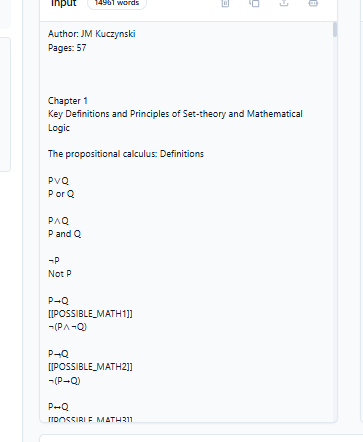 Input 14961 words
Author: JM Kuczynski
Pages: 57
Chapter 1
Key Definitions and Principles of Set-theory and Mathematical
Logic
The propositional calculus: Definitions
P∨Q
P or Q
P∧Q
P and Q
¬P
Not P
P→Q
[[POSSIBLE_MATH1]]
¬(P∧¬Q)
P¬→Q
[[POSSIBLE_MATH2]]
¬(P→Q)
P↔Q
[[POSSIBLE_MATH3]]